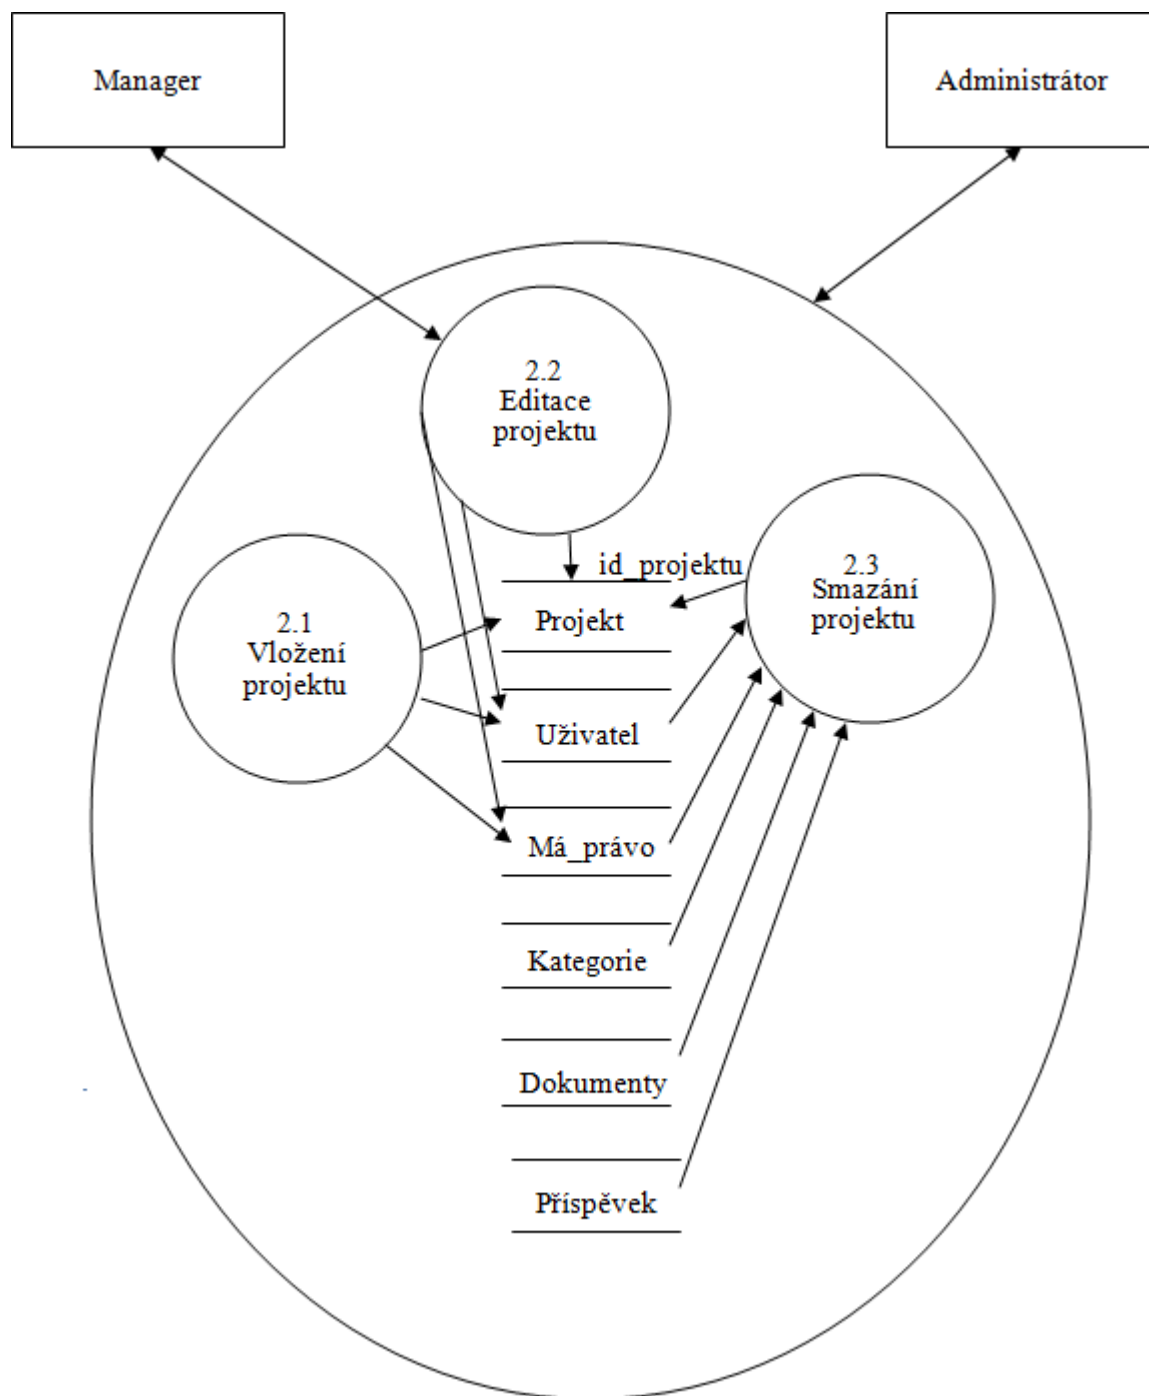 Manager
Administrátor
2.2
Editace
projektu
id_projektu
2.3
Smazání
projektu
2.1
Vložení
projektu
Projekt
Uživatel
Má_právo
Kategorie
Dokumenty
Příspěvek